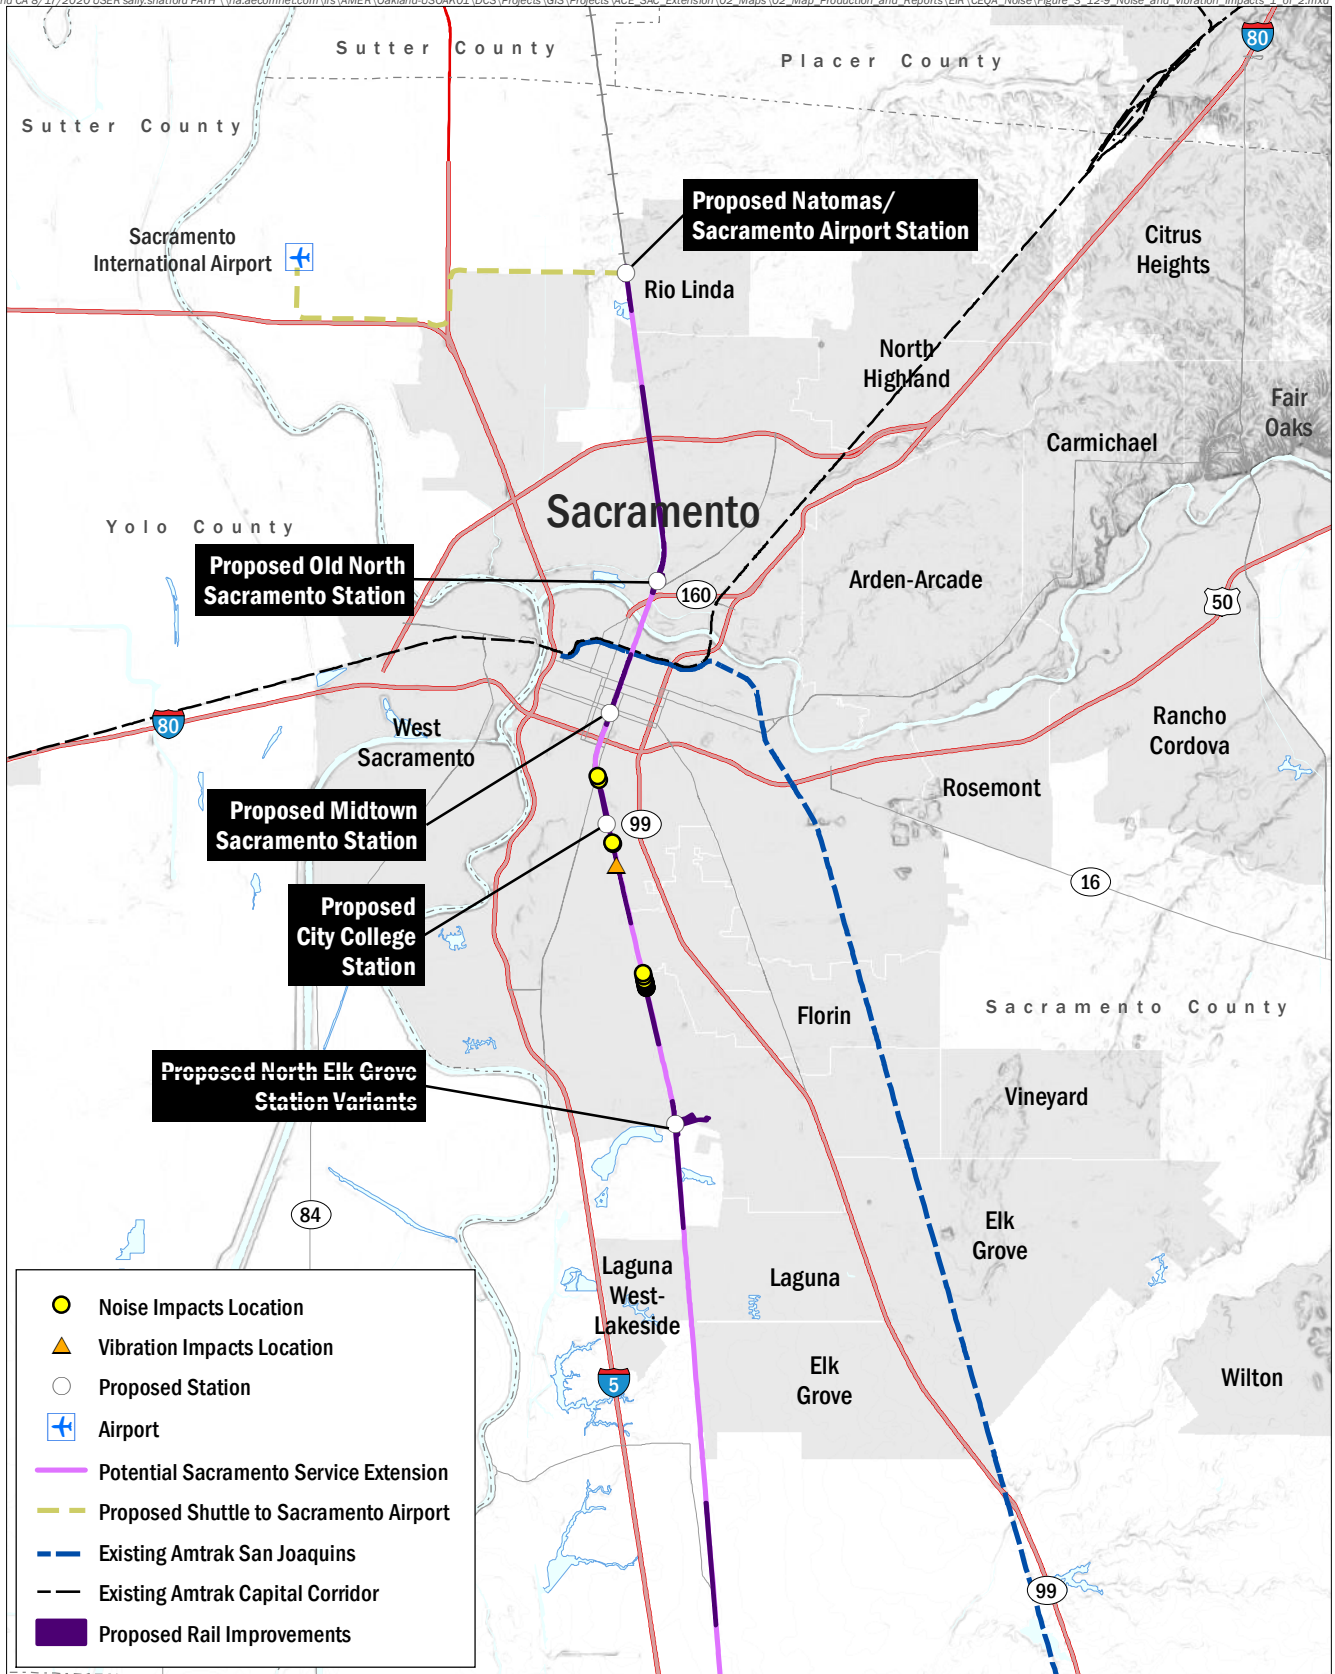 Sutter County
Placer County
80
Sutter County
Proposed Natomas/
Sacramento Airport Station
Sacramento
International Airport
Citrus
Heights
Rio Linda
North
Highland
Fair
Oaks
Carmichael
Sacramento
Yolo County
Proposed Old North
Sacramento Station
160
Arden-Arcade
50
80
West
Sacramento
Rancho
Cordova
Rosemont
Proposed Midtown
Sacramento Station
99
16
Proposed
City College
Station
Sacramento County
Florin
Proposed North Elk Grove
Station Variants
Vineyard
84
Elk
Grove
Laguna
West-
Lakeside
Laguna
Elk
Grove
Wilton
5
99
Noise Impacts Location
Vibration Impacts Location
Proposed Station
Airport
Potential Sacramento Service Extension
Proposed Shuttle to Sacramento Airport
Existing Amtrak San Joaquins
Existing Amtrak Capital Corridor
Proposed Rail Improvements